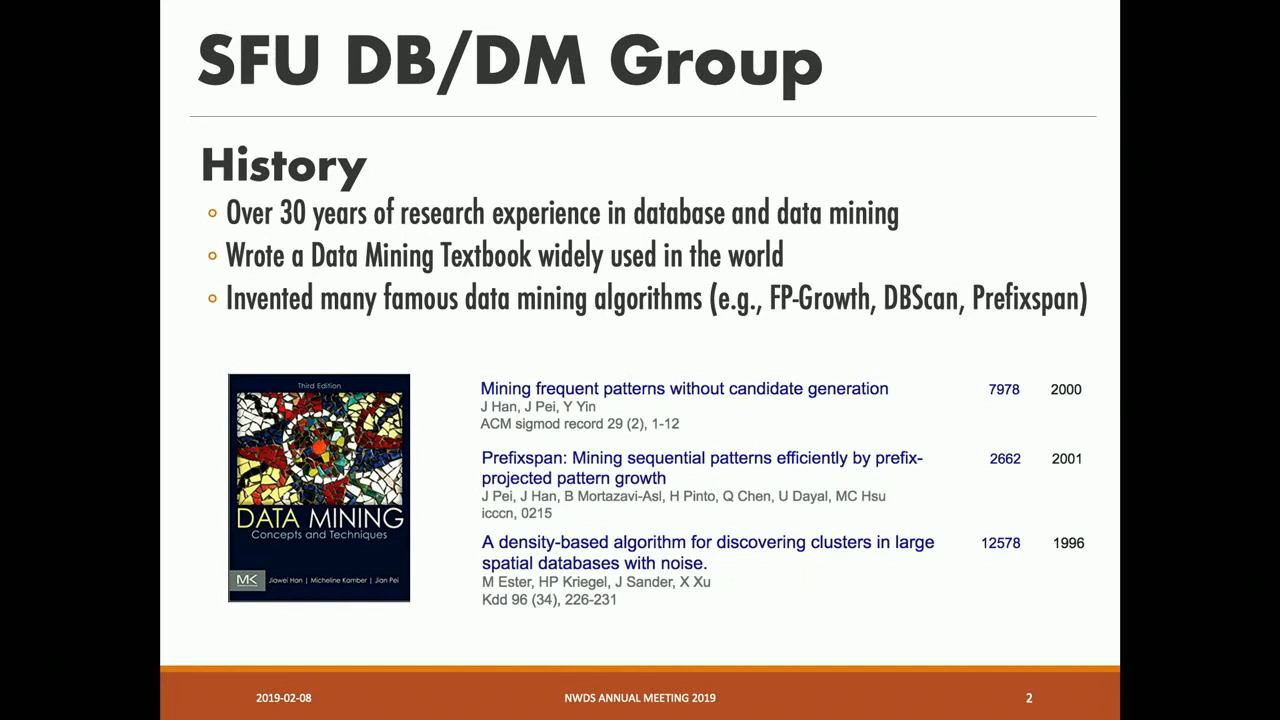 SFU DB/DM Group
History
Over 30 years of research experience in database and data mining
Wrote a Data Mining Textbook widely used in the world
Invented many famous data mining algorithms (e.g., FP-Growth, DBScan, Prefixspan)
Third Edition
DATA MINING
Concepts and Techniques
MK
Jiawei Han | Micheline Kamber | Jian Pei
Mining frequent patterns without candidate generation 7978 2000
J Han, J Pei, Y Yin
ACM sigmod record 29 (2), 1-12
Prefixspan: Mining sequential patterns efficiently by prefix- 2662 2001
projected pattern growth
J Pei, J Han, B Mortazavi-Asl, H Pinto, Q Chen, U Dayal, MC Hsu
icccn, 0215
A density-based algorithm for discovering clusters in large 12578 1996
spatial databases with noise.
M Ester, HP Kriegel, J Sander, X Xu
Kdd 96 (34), 226-231
2019-02-08 NWDS ANNUAL MEETING 2019 2